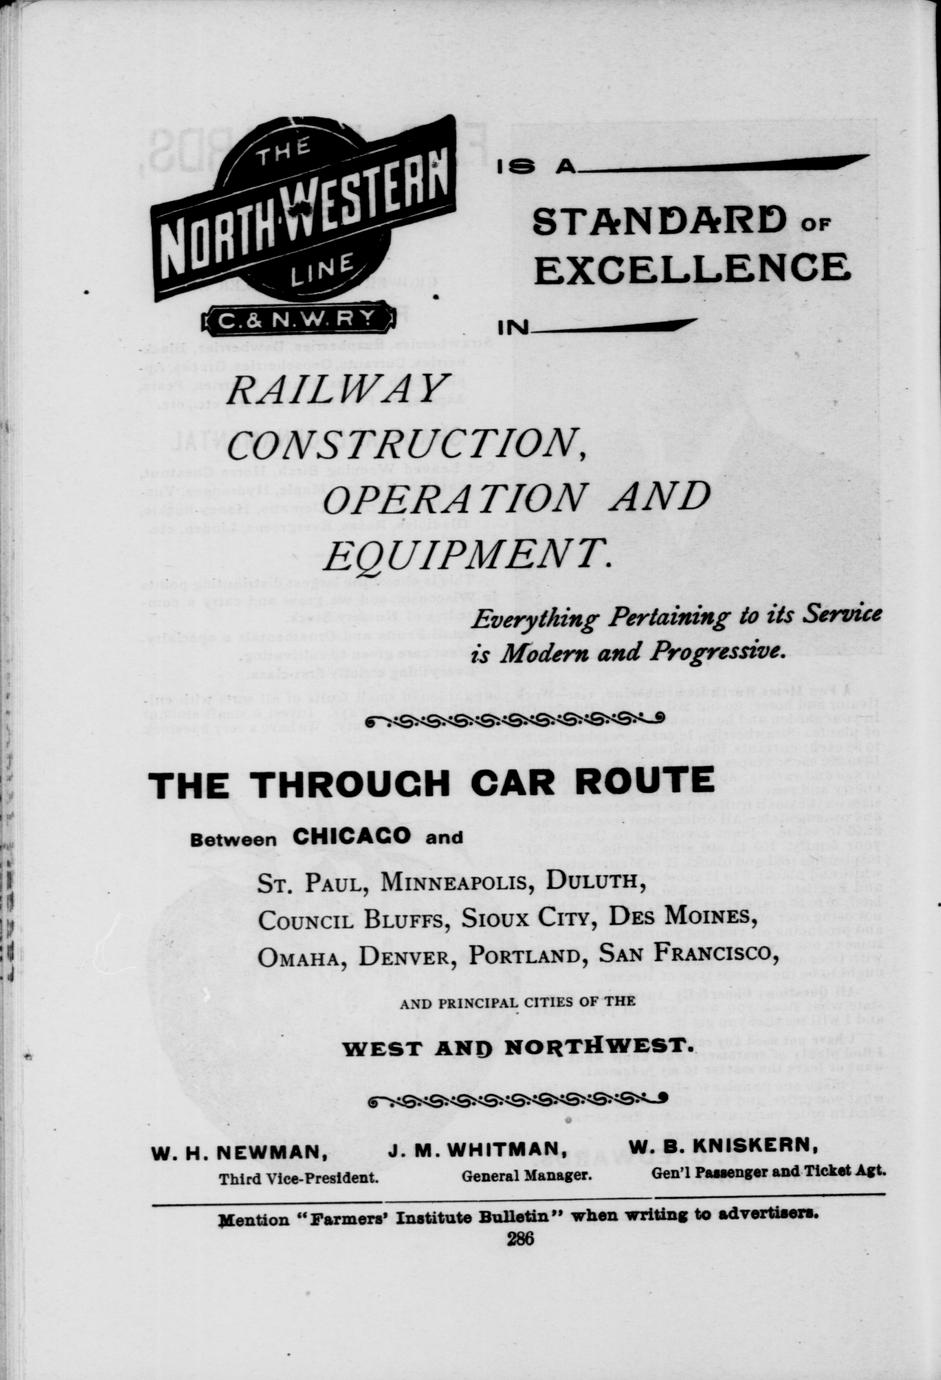 THE
NORTH-WESTERN
LINE
C. & N. W. RY
IS A
STANDARD OF
EXCELLENCE
IN
RAILWAY
CONSTRUCTION,
OPERATION AND
EQUIPMENT.
Everything Pertaining to its Service
is Modern and Progressive.
THE THROUGH CAR ROUTE
Between CHICAGO and
ST. PAUL, MINNEAPOLIS, DULUTH,
COUNCIL BLUFFS, SIOUX CITY, DES MOINES,
OMAHA, DENVER, PORTLAND, SAN FRANCISCO,
AND PRINCIPAL CITIES OF THE
WEST AND NORTHWEST.
W. H. NEWMAN, J. M. WHITMAN, W. B. KNISKERN,
Third Vice-President. General Manager. Gen'l Passenger and Ticket Agt.
Mention "Farmers' Institute Bulletin" when writing to advertisers.
286